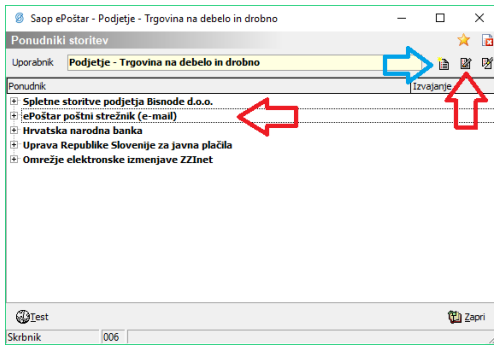 Saop ePoštar - Podjetje - Trgovina na debelo in drobno
Ponudniki storitev
Uporabnik Podjetje - Trgovina na debelo in drobno
Ponudnik Izvajanje
Spletne storitve podjetja Bisnode d.o.o.
ePoštar poštni strežnik (e-mail)
Hrvatska narodna banka
Uprava Republike Slovenije za javna plačila
Omrežje elektronske izmenjave ZZInet
Test Zapri
Skrbnik 006